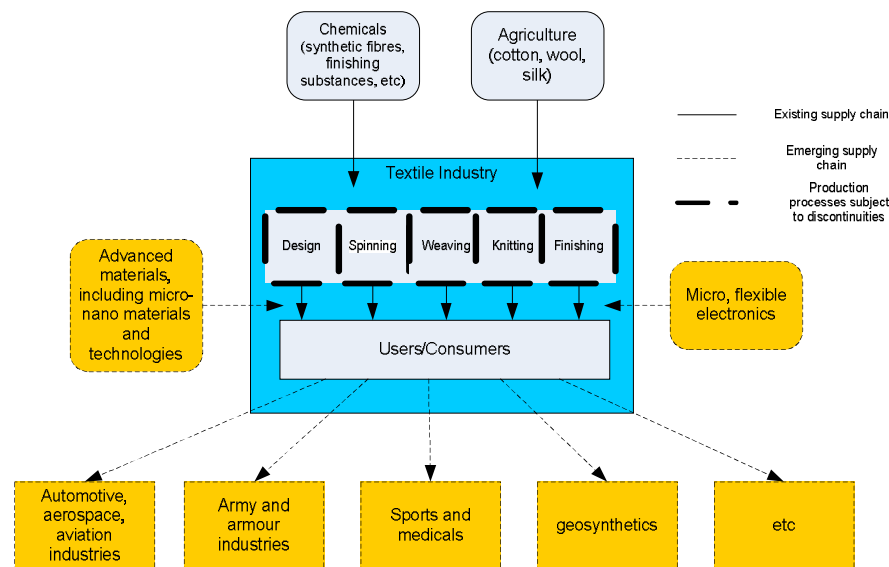 Chemicals
(synthetic fibres,
finishing
substances, etc)
Agriculture
(cotton, wool,
silk)
Existing supply chain
Emerging supply
chain
Production
processes subject
to discontinuities
Textile Industry
Design
Spinning
Weaving
Knitting
Finishing
Advanced
materials,
including micro-
nano materials
and
technologies
Micro, flexible
electronics
Users/Consumers
Automotive,
aerospace,
aviation
industries
Army and
armour
industries
Sports and
medicals
geosynthetics
etc